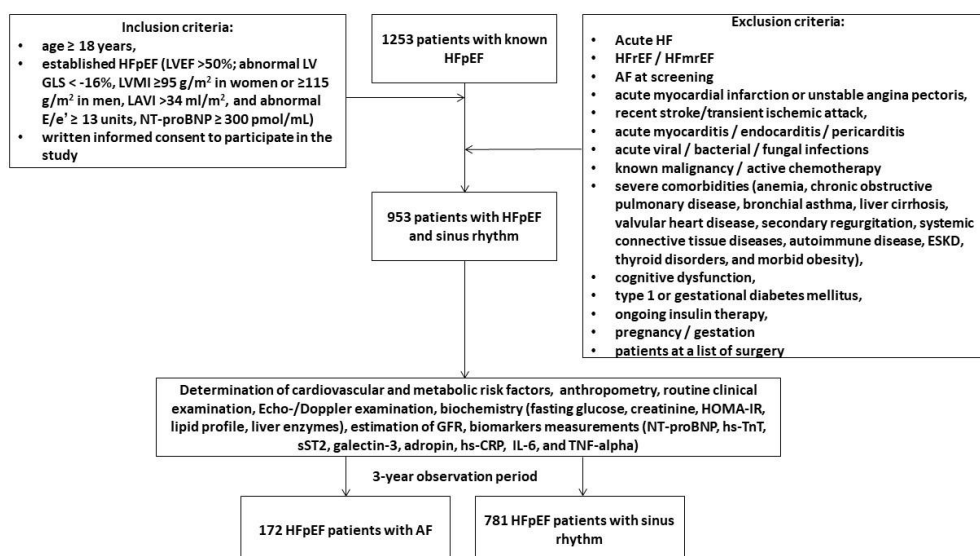 Inclusion criteria:
• age ≥ 18 years,
• established HFpEF (LVEF >50%; abnormal LV
GLS < -16%, LVMI ≥95 g/m² in women or ≥115
g/m² in men, LAVI >34 ml/m², and abnormal
E/e’ ≥ 13 units, NT-proBNP ≥ 300 pmol/mL)
• written informed consent to participate in the
study
1253 patients with known
HFpEF
Exclusion criteria:
• Acute HF
• HFrEF / HFmrEF
• AF at screening
• acute myocardial infarction or unstable angina pectoris,
• recent stroke/transient ischemic attack,
• acute myocarditis / endocarditis / pericarditis
• acute viral / bacterial / fungal infections
• known malignancy / active chemotherapy
• severe comorbidities (anemia, chronic obstructive
pulmonary disease, bronchial asthma, liver cirrhosis,
valvular heart disease, secondary regurgitation, systemic
connective tissue diseases, autoimmune disease, ESKD,
thyroid disorders, and morbid obesity),
• cognitive dysfunction,
• type 1 or gestational diabetes mellitus,
• ongoing insulin therapy,
• pregnancy / gestation
• patients at a list of surgery
953 patients with HFpEF
and sinus rhythm
Determination of cardiovascular and metabolic risk factors, anthropometry, routine clinical
examination, Echo-/Doppler examination, biochemistry (fasting glucose, creatinine, HOMA-IR,
lipid profile, liver enzymes), estimation of GFR, biomarkers measurements (NT-proBNP, hs-TnT,
sST2, galectin-3, adropin, hs-CRP, IL-6, and TNF-alpha)
3-year observation period
172 HFpEF patients with AF
781 HFpEF patients with sinus
rhythm